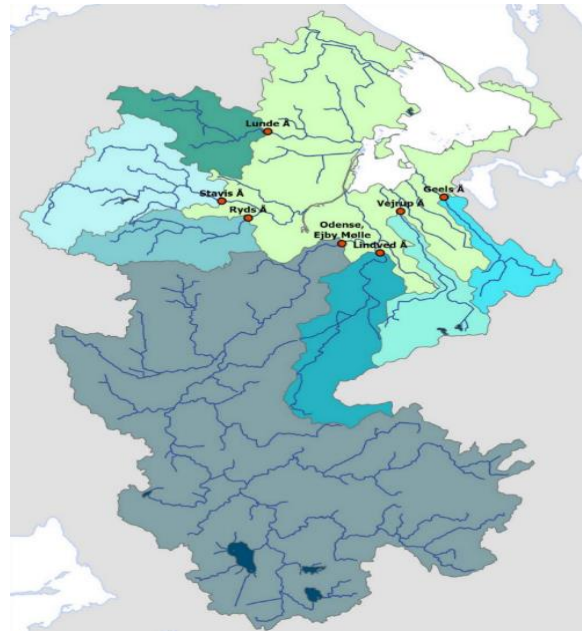 Lunde Å
Stavis Å
Ryds Å
Geels Å
Vejrup Å
Odense,
Ejby Mølle
Lindved Å